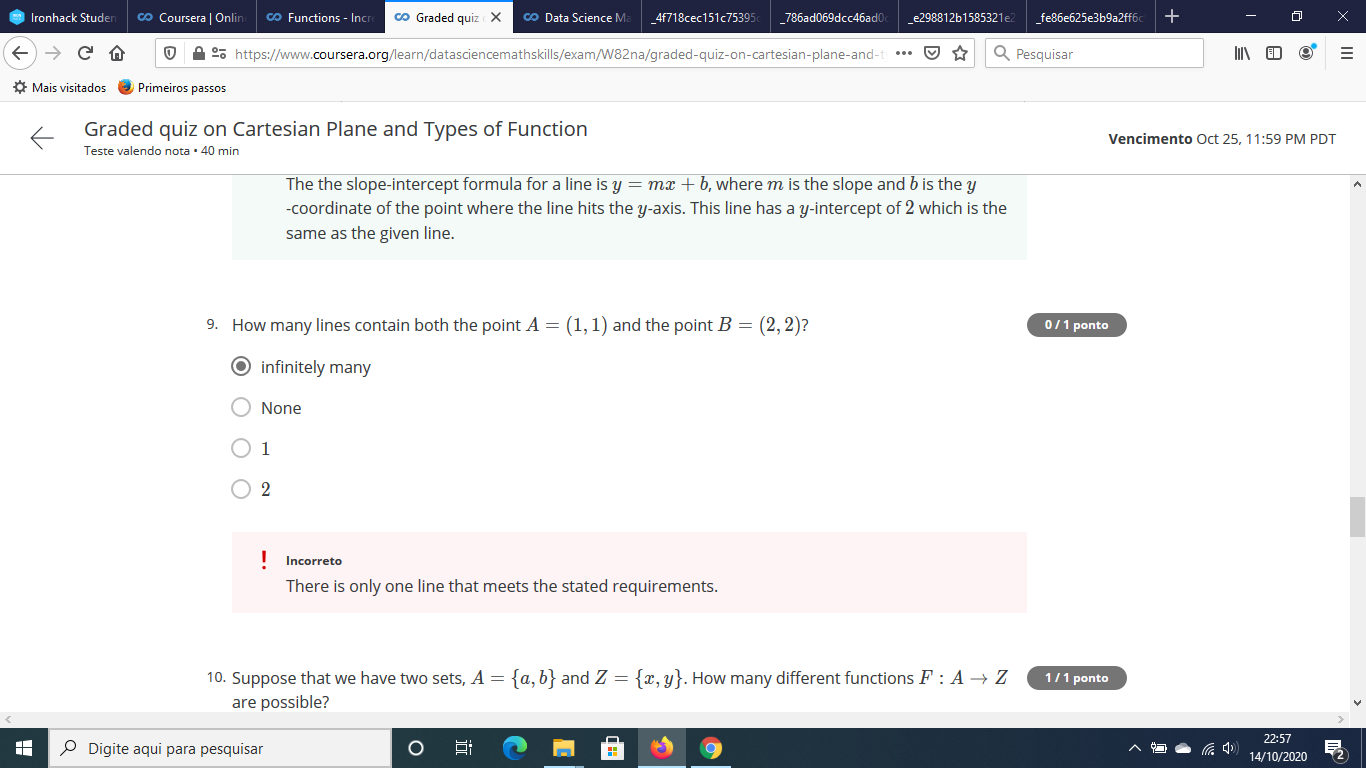 Ironhack Studen
Coursera | Onlin
Functions - Incre
Graded quiz
Data Science Ma
_4f718cec151c75395
_786ad069dcc46ad0
_e298812b1585321e2
_fe86e625e3b9a2ff6c
https://www.coursera.org/learn/datasciencemathskills/exam/W82na/graded-quiz-on-cartesian-plane-and-t
Pesquisar
Mais visitados
Primeiros passos
Graded quiz on Cartesian Plane and Types of Function
Teste valendo nota • 40 min
Vencimento Oct 25, 11:59 PM PDT
The the slope-intercept formula for a line is y = mx + b, where m is the slope and b is the y
-coordinate of the point where the line hits the y-axis. This line has a y-intercept of 2 which is the
same as the given line.
9. How many lines contain both the point A = (1, 1) and the point B = (2, 2)?
0 / 1 ponto
infinitely many
None
1
2
! Incorreto
There is only one line that meets the stated requirements.
10. Suppose that we have two sets, A = {a, b} and Z = {x, y}. How many different functions F : A → Z
1 / 1 ponto
are possible?
Digite aqui para pesquisar
22:57
14/10/2020
2